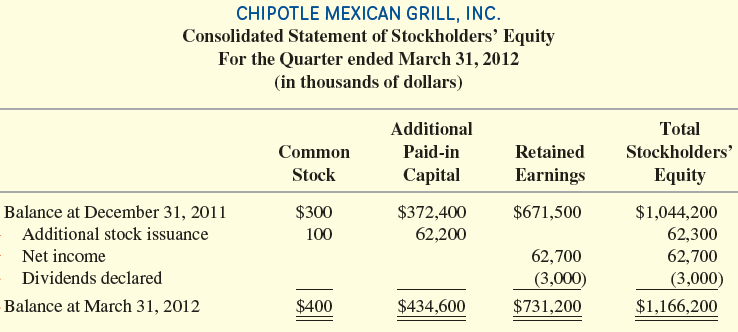 CHIPOTLE MEXICAN GRILL, INC.
Consolidated Statement of Stockholders' Equity
For the Quarter ended March 31, 2012
(in thousands of dollars)
Additional Total
Common Paid-in Retained Stockholders'
Stock Capital Earnings Equity
Balance at December 31, 2011 $300 $372,400 $671,500 $1,044,200
Additional stock issuance 100 62,200 62,300
Net income 62,700 62,700
Dividends declared (3,000) (3,000)
Balance at March 31, 2012 $400 $434,600 $731,200 $1,166,200